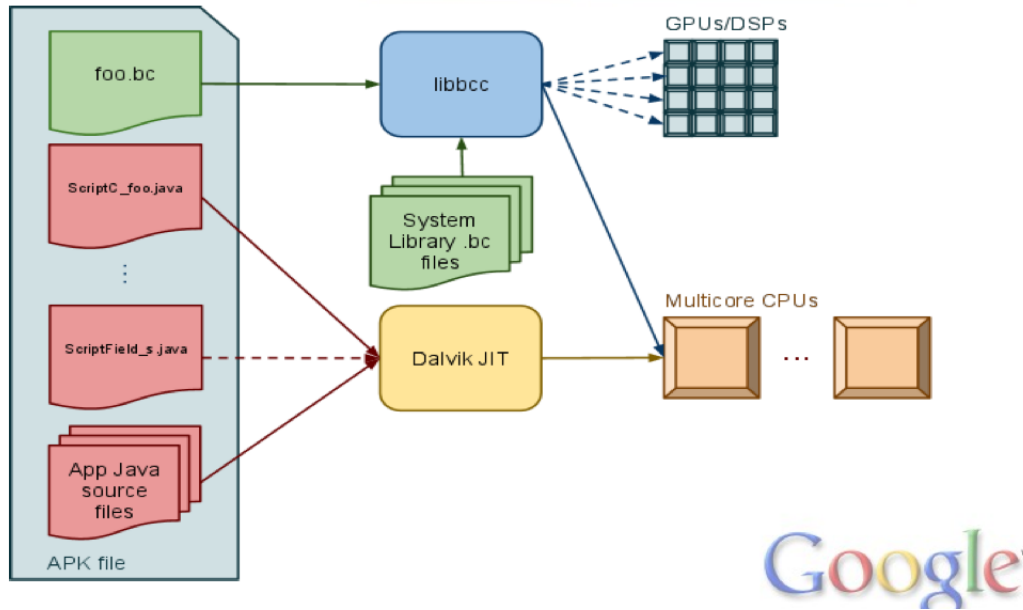 GPUs/DSPs
foo.bc
libbcc
ScriptC_foo.java
System
Library .bc
files
⋮
Multicore CPUs
ScriptField_s.java
Dalvik JIT
...
App Java
source
files
APK file
Google